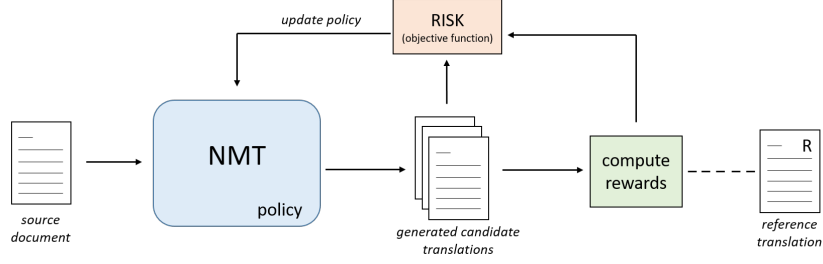 update policy
RISK
(objective function)
NMT
policy
source
document
generated candidate
translations
compute
rewards
R
reference
translation